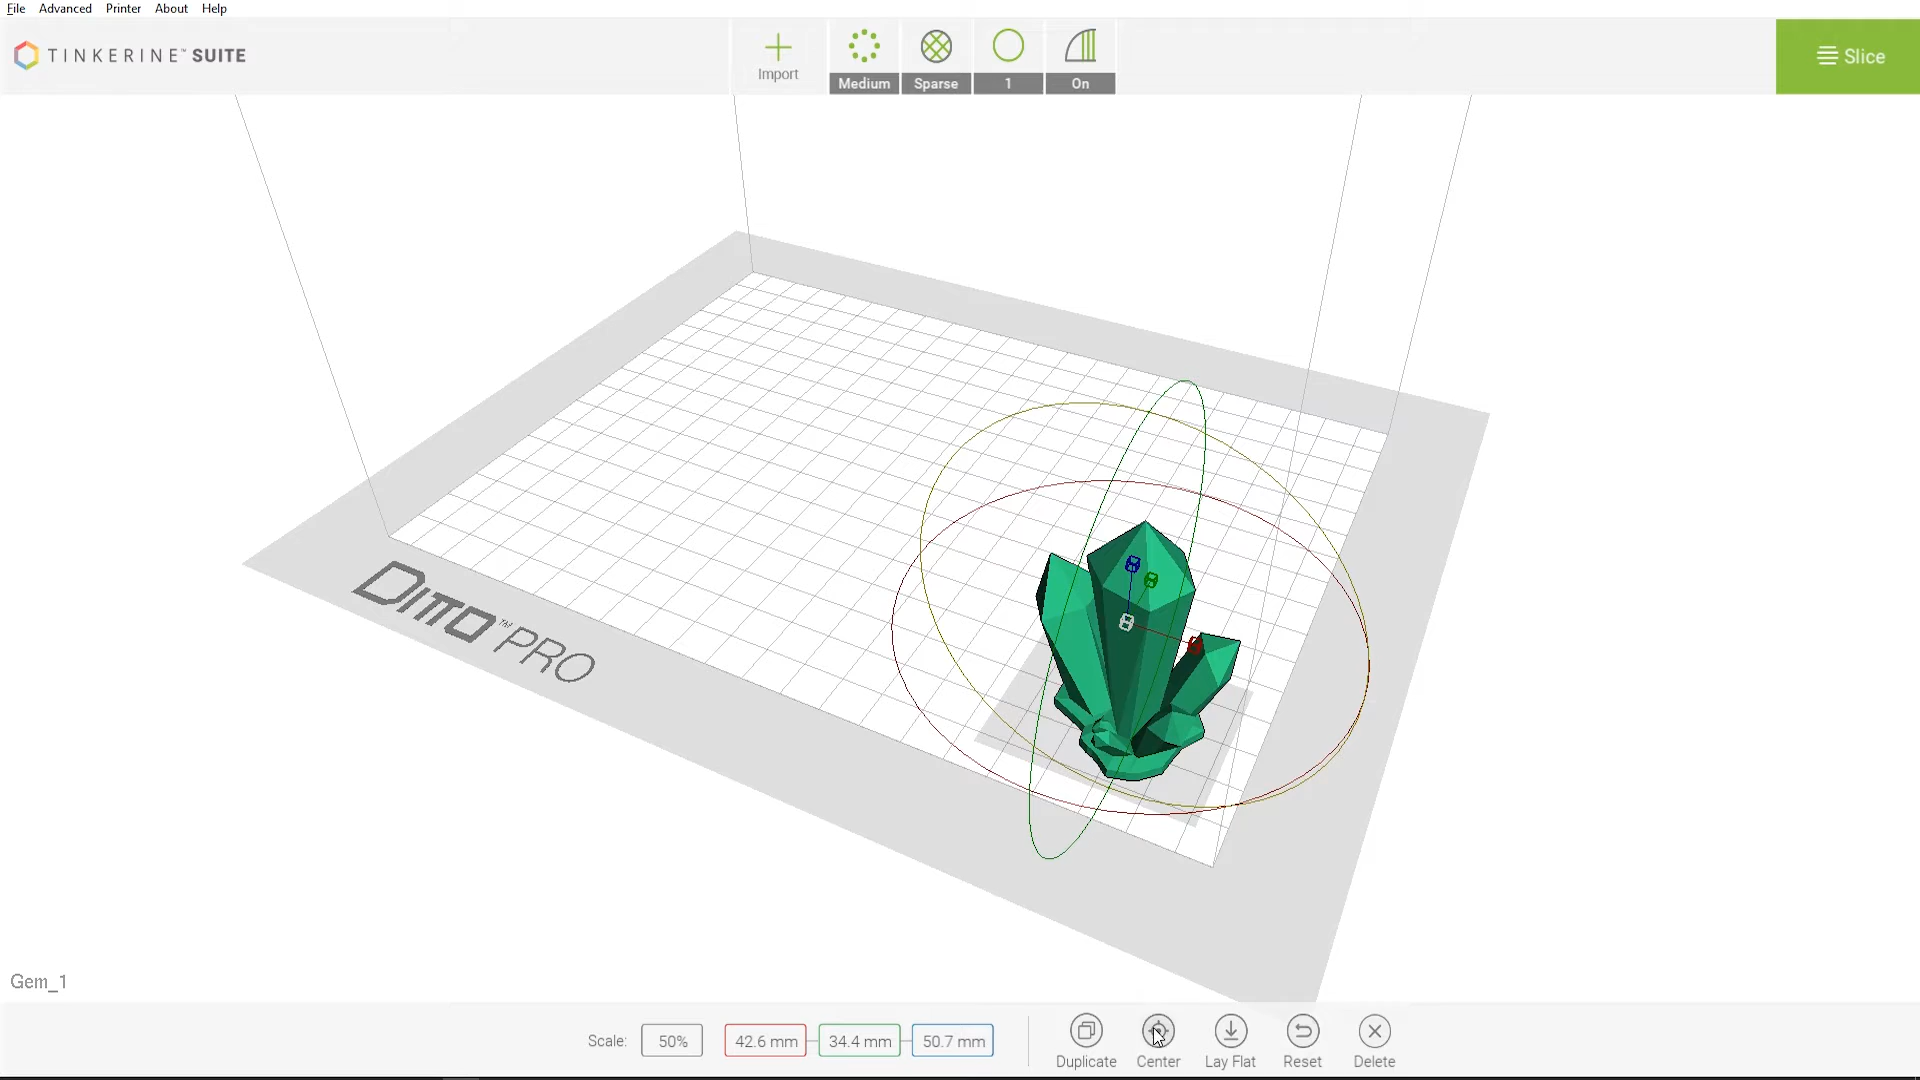 File Advanced Printer About Help
TINKERINE™ SUITE
Import
Medium
Sparse
1
On
Slice
DITTO™ PRO
Gem_1
Scale: 50% 42.6 mm 34.4 mm 50.7 mm
Duplicate Center Lay Flat Reset Delete